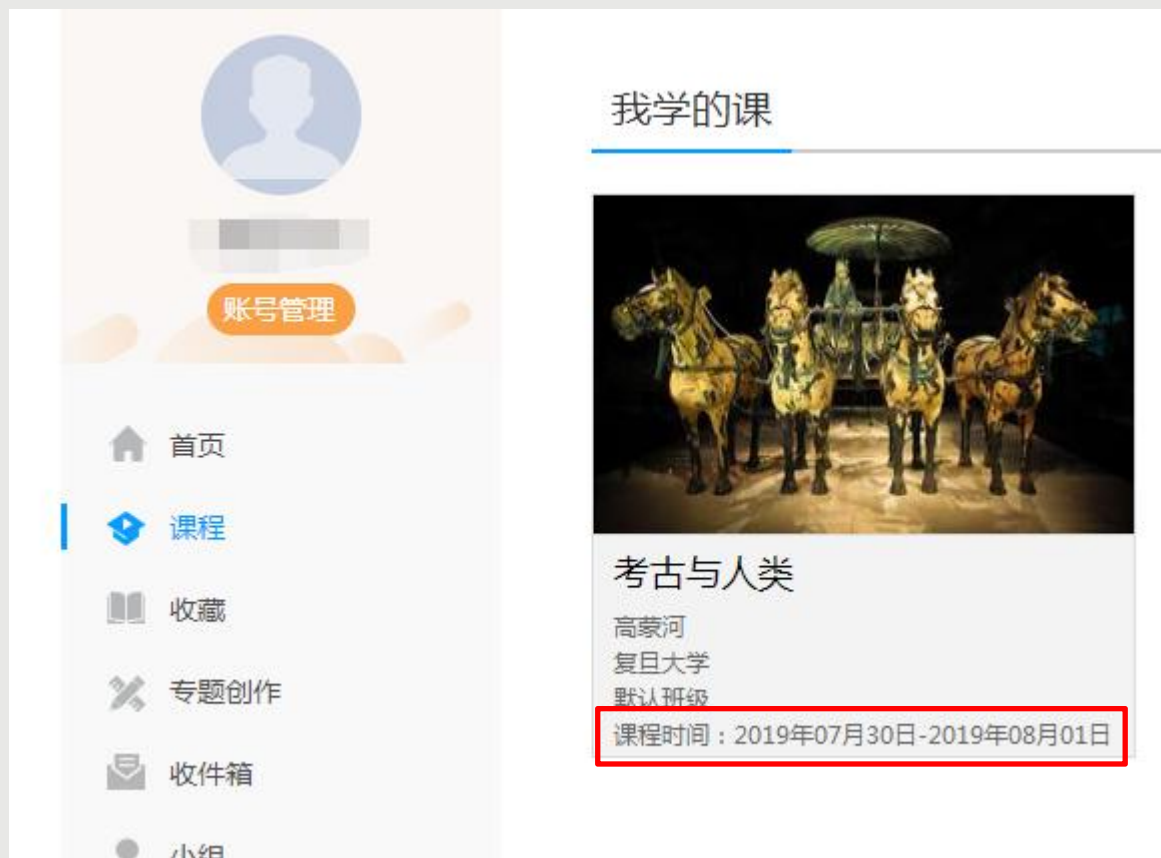 账号管理
首页
课程
收藏
专题创作
收件箱
小组
我学的课
考古与人类
高蒙河
复旦大学
默认班级
课程时间：2019年07月30日-2019年08月01日